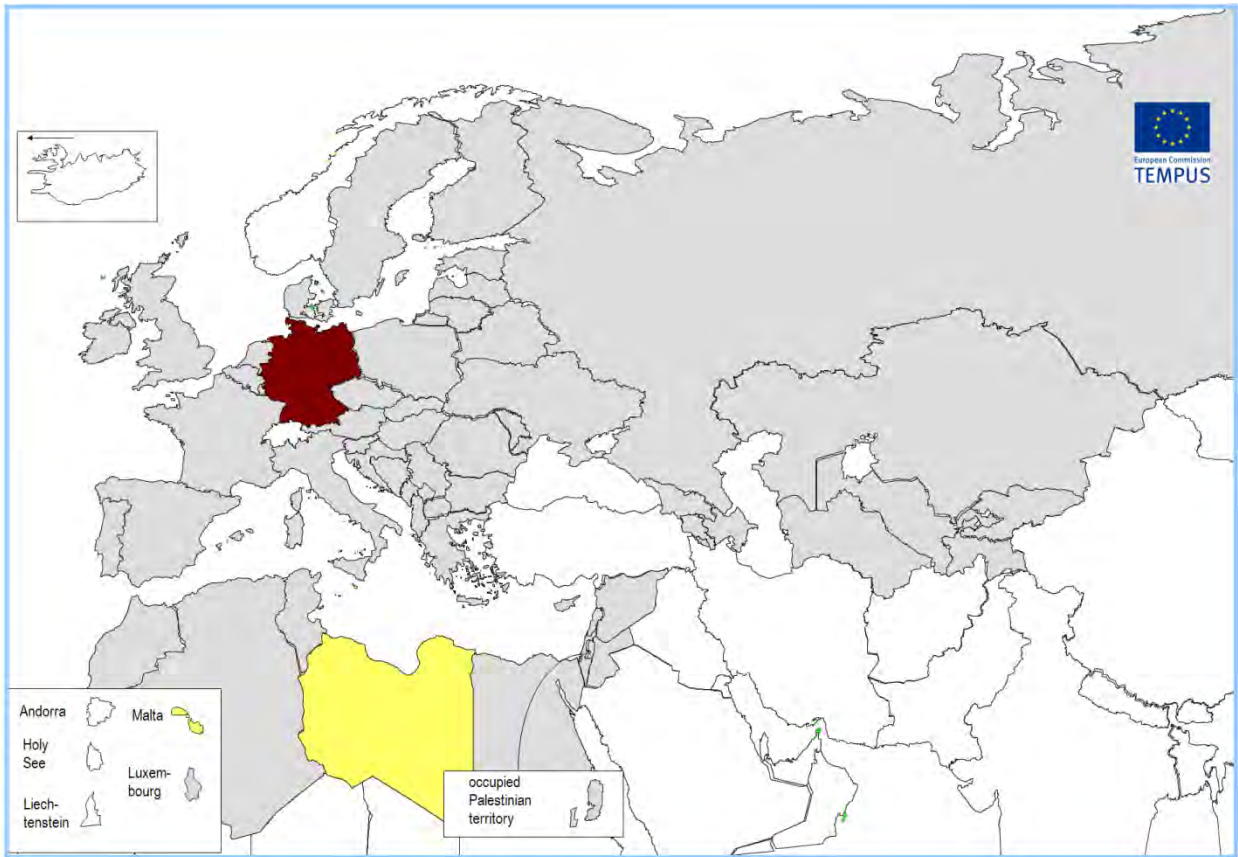 European Commission
TEMPUS
Andorra
Malta
Holy
See
Luxem-
bourg
Liech-
tenstein
occupied
Palestinian
territory